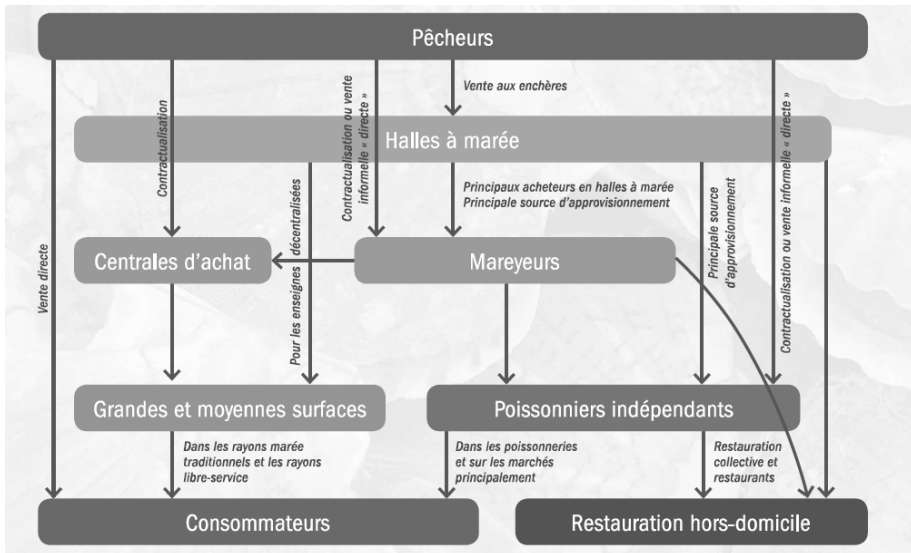 Pêcheurs
Vente directe
Contractualisation
Contractualisation ou vente
informelle « directe »
Vente aux enchères
Contractualisation ou vente informelle « directe »
Halles à marée
Pour les enseignes décentralisées
Principaux acheteurs en halles à marée
Principale source d'approvisionnement
Principale source
d'approvisionnement
Centrales d'achat
Mareyeurs
Grandes et moyennes surfaces
Poissonniers indépendants
Dans les rayons marée
traditionnels et les rayons
libre-service
Dans les poissonneries
et sur les marchés
principalement
Restauration
collective et
restaurants
Consommateurs
Restauration hors-domicile